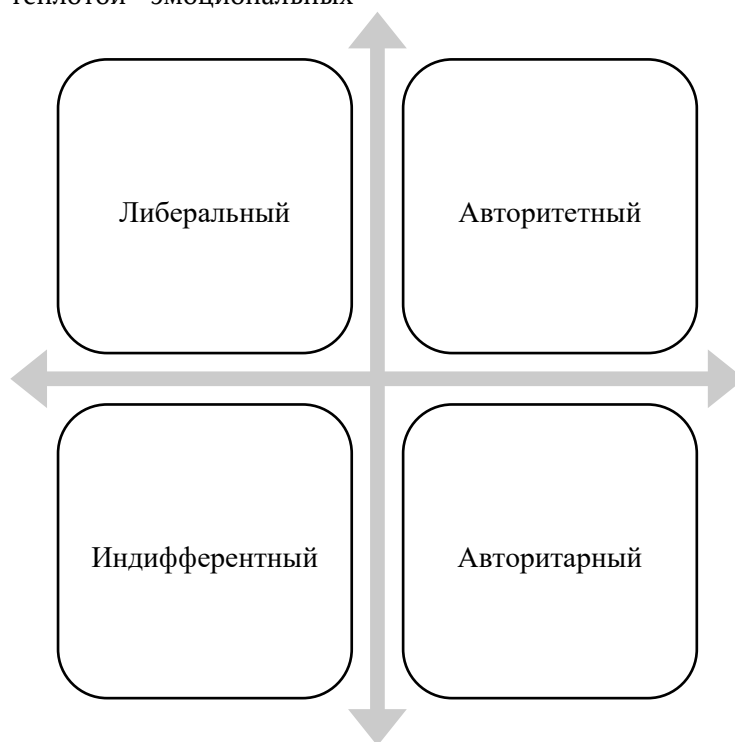 теплотой эмоциональных
Либеральный
Авторитетный
Индифферентный
Авторитарный